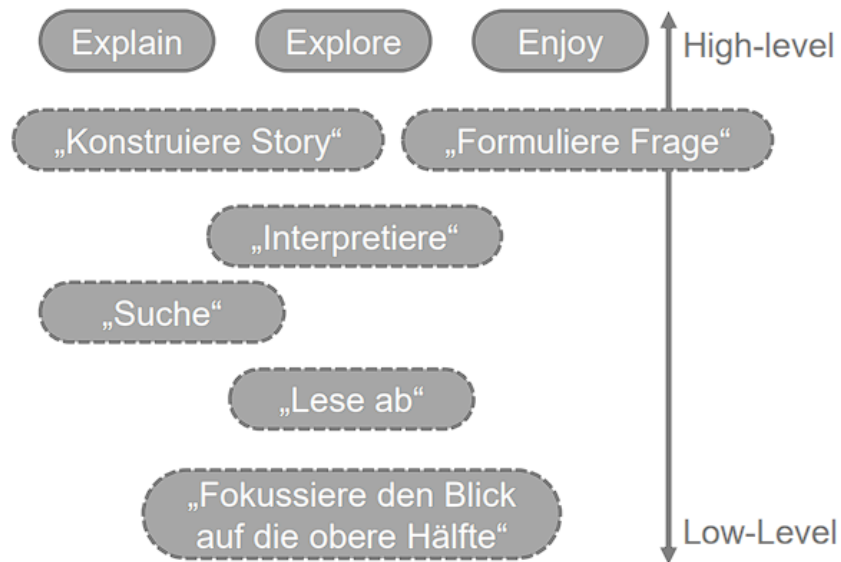 Explain
Explore
Enjoy
High-level
„Konstruiere Story“
„Formuliere Frage“
„Interpretiere“
„Suche“
„Lese ab“
„Fokussiere den Blick
auf die obere Hälfte“
Low-Level